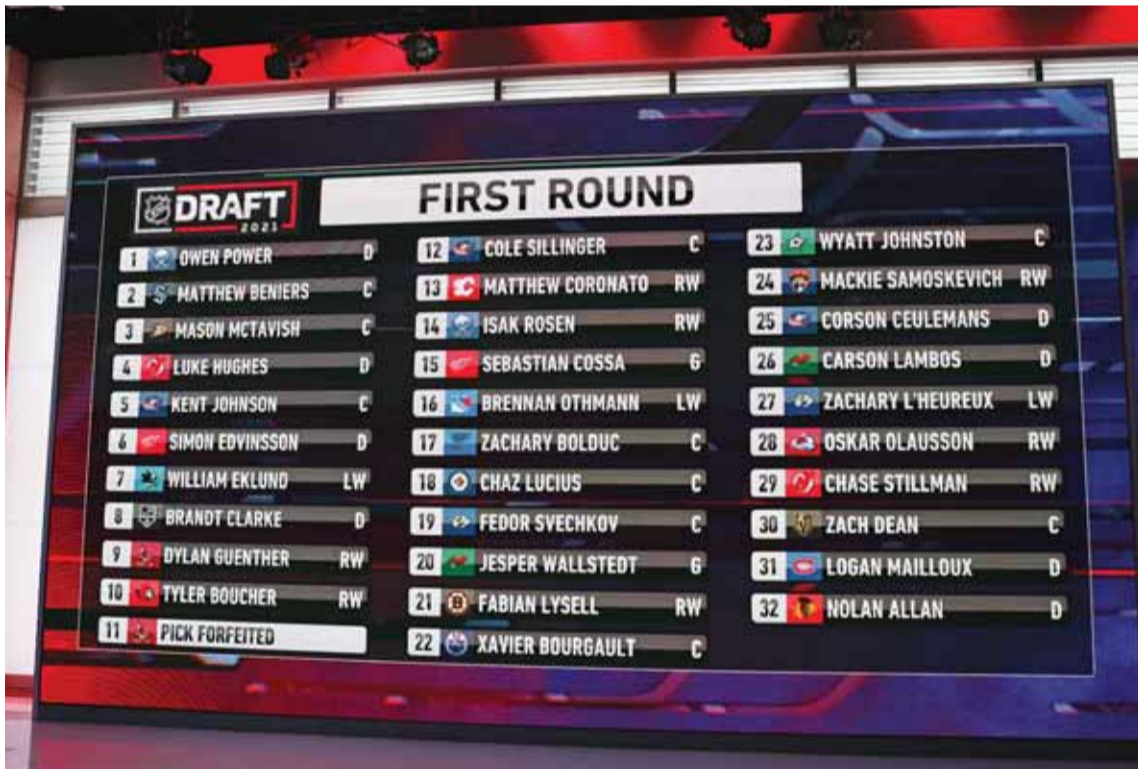 NHL DRAFT
2021
FIRST ROUND
1 OWEN POWER D
2 MATTHEW BENIERS C
3 MASON MCTAVISH C
4 LUKE HUGHES D
5 KENT JOHNSON C
6 SIMON EDVINSSON D
7 WILLIAM EKLUND LW
8 BRANDT CLARKE D
9 DYLAN GUENTHER RW
10 TYLER BOUCHER RW
11 PICK FORFEITED
12 COLE SILLINGER C
13 MATTHEW CORONATO RW
14 ISAK ROSEN RW
15 SEBASTIAN COSSA G
16 BRENNAN OTHMANN LW
17 ZACHARY BOLDUC C
18 CHAZ LUCIUS C
19 FEDOR SVECHKOV C
20 JESPER WALLSTEDT G
21 B FABIAN LYSELL RW
22 XAVIER BOURGAULT C
23 WYATT JOHNSTON C
24 MACKIE SAMOSKEVICH RW
25 CORSON CEULEMANS D
26 CARSON LAMBOS D
27 ZACHARY L'HEUREUX LW
28 OSKAR OLAUSSON RW
29 CHASE STILLMAN RW
30 ZACH DEAN C
31 LOGAN MAILLOUX D
32 NOLAN ALLAN D